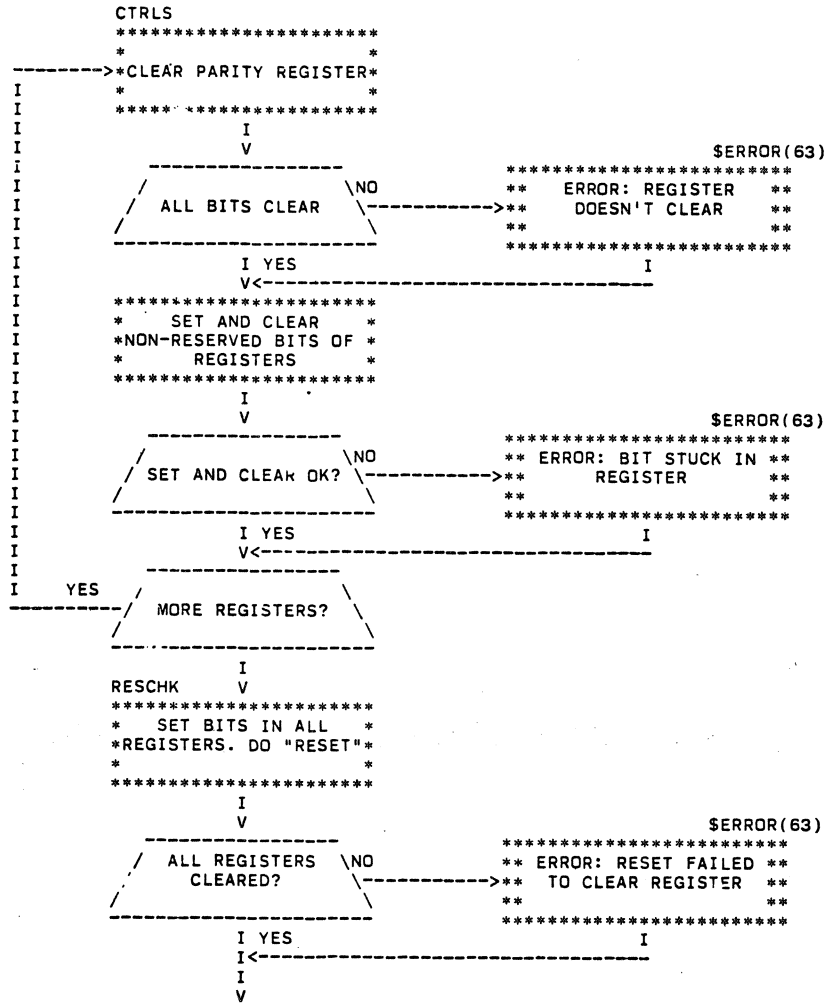 CTRLS
CLEAR PARITY REGISTER
I
V
$ERROR(63)
ALL BITS CLEAR
NO
ERROR: REGISTER
DOESN'T CLEAR
I YES
I
V
SET AND CLEAR
NON-RESERVED BITS OF
REGISTERS
I
V
$ERROR(63)
SET AND CLEAR OK?
NO
ERROR: BIT STUCK IN
REGISTER
I YES
I
V
YES
MORE REGISTERS?
I
V
RESCHK
SET BITS IN ALL
REGISTERS. DO "RESET"
I
V
$ERROR(63)
ALL REGISTERS
CLEARED?
NO
ERROR: RESET FAILED
TO CLEAR REGISTER
I YES
I
I
I
V